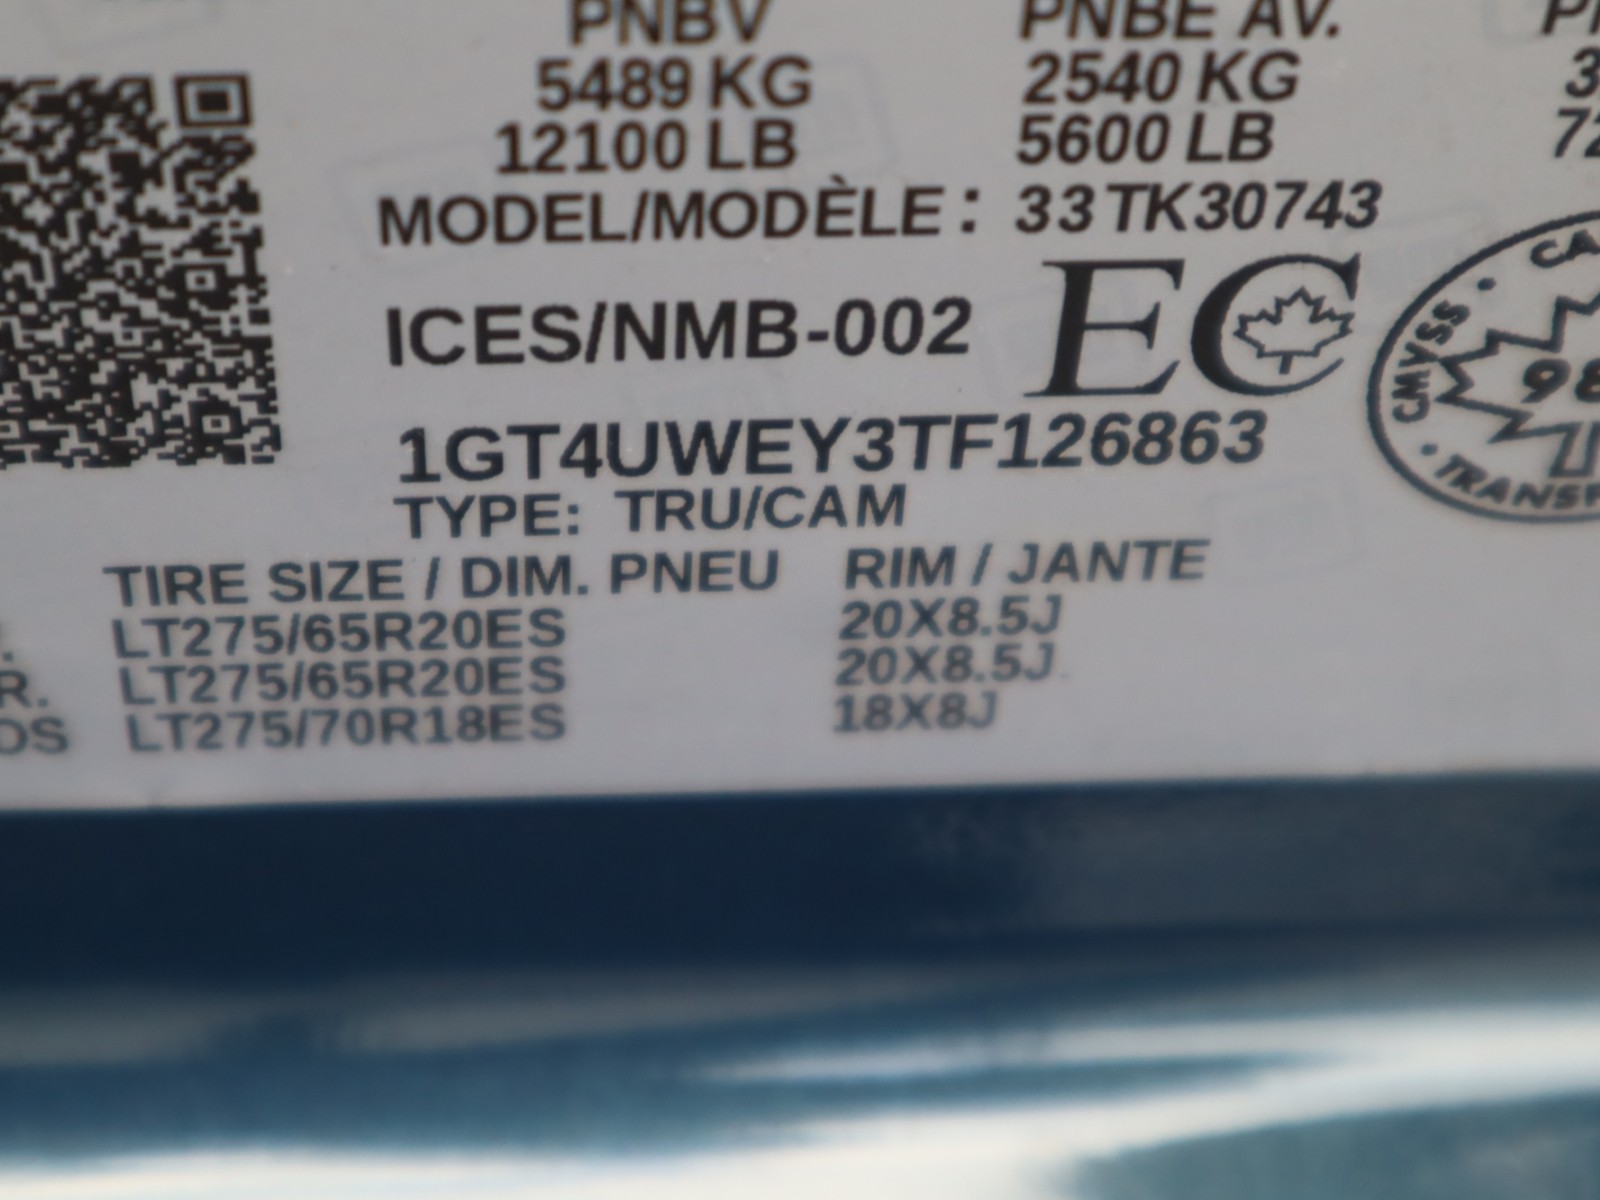 PNBV PNBE AV.
5489 KG 2540 KG
12100 LB 5600 LB
MODEL/MODÈLE: 33TK30743
ICES/NMB-002 EC
CMVSS
1GT4UWEY3TF126863
TYPE: TRU/CAM
TIRE SIZE / DIM. PNEU RIM / JANTE
LT275/65R20ES 20X8.5J
R. LT275/65R20ES 20X8.5J
LT275/70R18ES 18X8J